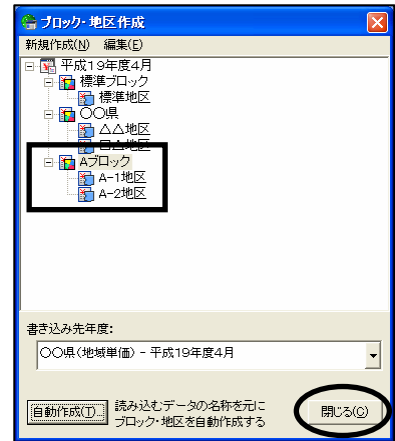 ブロック・地区作成
新規作成(N) 編集(E)
平成19年度4月
標準ブロック
標準地区
〇〇県
△△地区
Aブロック
A-1地区
A-2地区
書き込み先年度:
〇〇県(地域単価) - 平成19年度4月
自動作成(T)...
読み込むデータの名称を元に
ブロック・地区を自動作成する
閉じる(C)